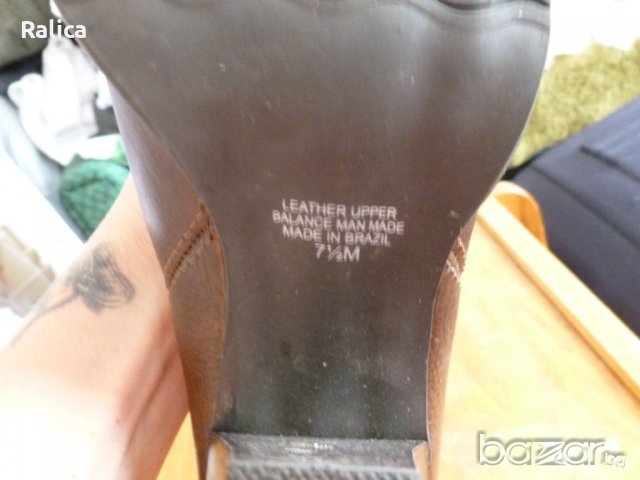 Ralica
LEATHER UPPER
BALANCE MAN MADE
MADE IN BRAZIL
7½M
bazar.bg